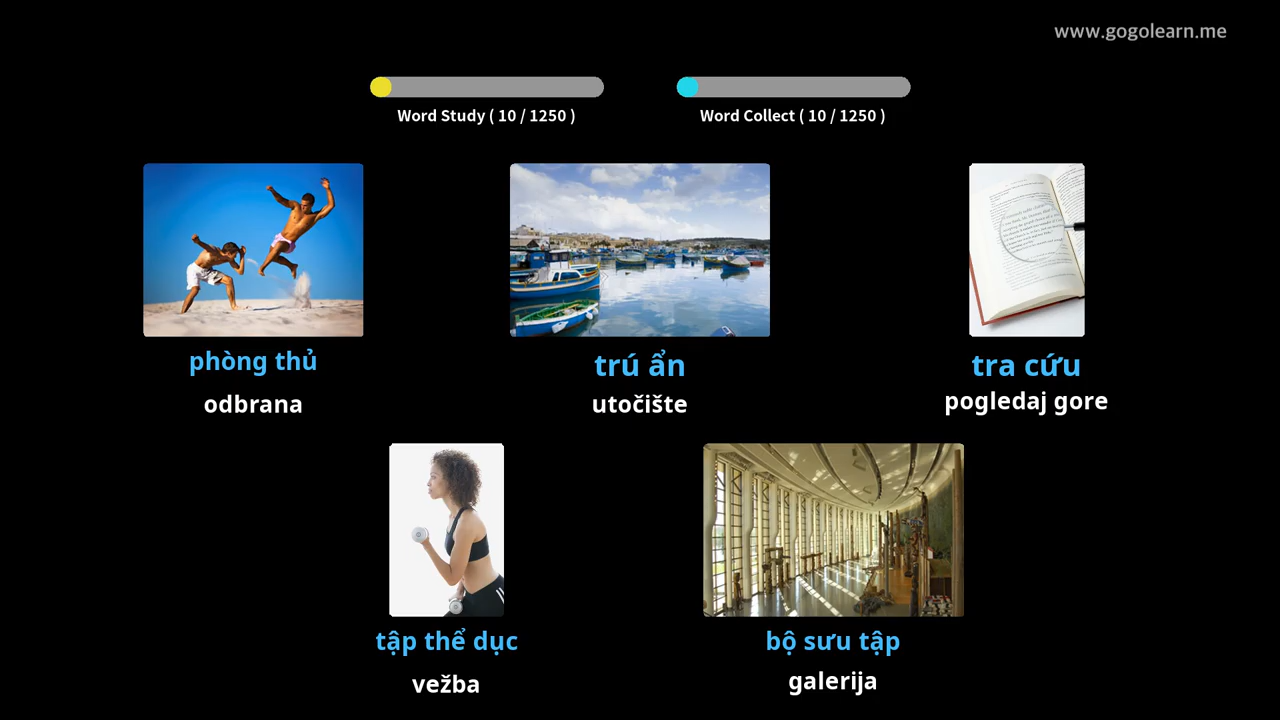 www.gogolearn.me
Word Study ( 10 / 1250 )
Word Collect ( 10 / 1250 )
phòng thủ
odbrana
trú ẩn
utočište
tra cứu
pogledaj gore
tập thể dục
vežba
bộ sưu tập
galerija